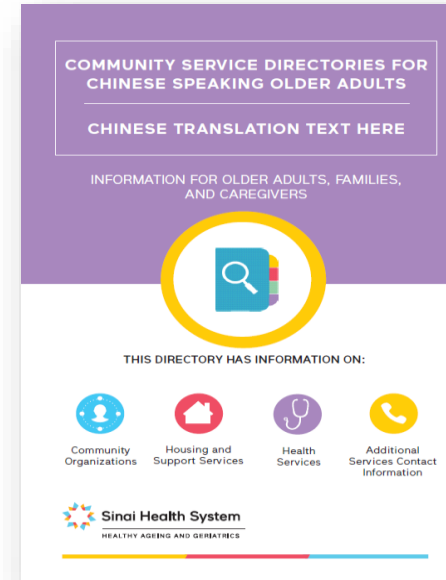 COMMUNITY SERVICE DIRECTORIES FOR
CHINESE SPEAKING OLDER ADULTS
CHINESE TRANSLATION TEXT HERE
INFORMATION FOR OLDER ADULTS, FAMILIES,
AND CAREGIVERS
THIS DIRECTORY HAS INFORMATION ON:
Community
Organizations
Housing and
Support Services
Health
Services
Additional
Services Contact
Information
Sinai Health System
HEALTHY AGEING AND GERIATRICS